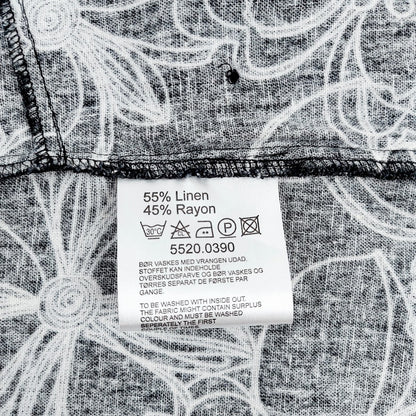 55% Linen
45% Rayon
30°C P
5520.0390
BØR VASKES MED VRANGEN UDAD.
STOFFET KAN INDEHOLDE
OVERSKUDSFARVE OG BØR VASKES OG
TØRRES SEPARAT DE FØRSTE PAR
GANGE.
TO BE WASHED WITH INSIDE OUT.
THE FABRIC MIGHT CONTAIN SURPLUS
COLOUR AND MUST BE WASHED
SEPERATELY THE FIRST